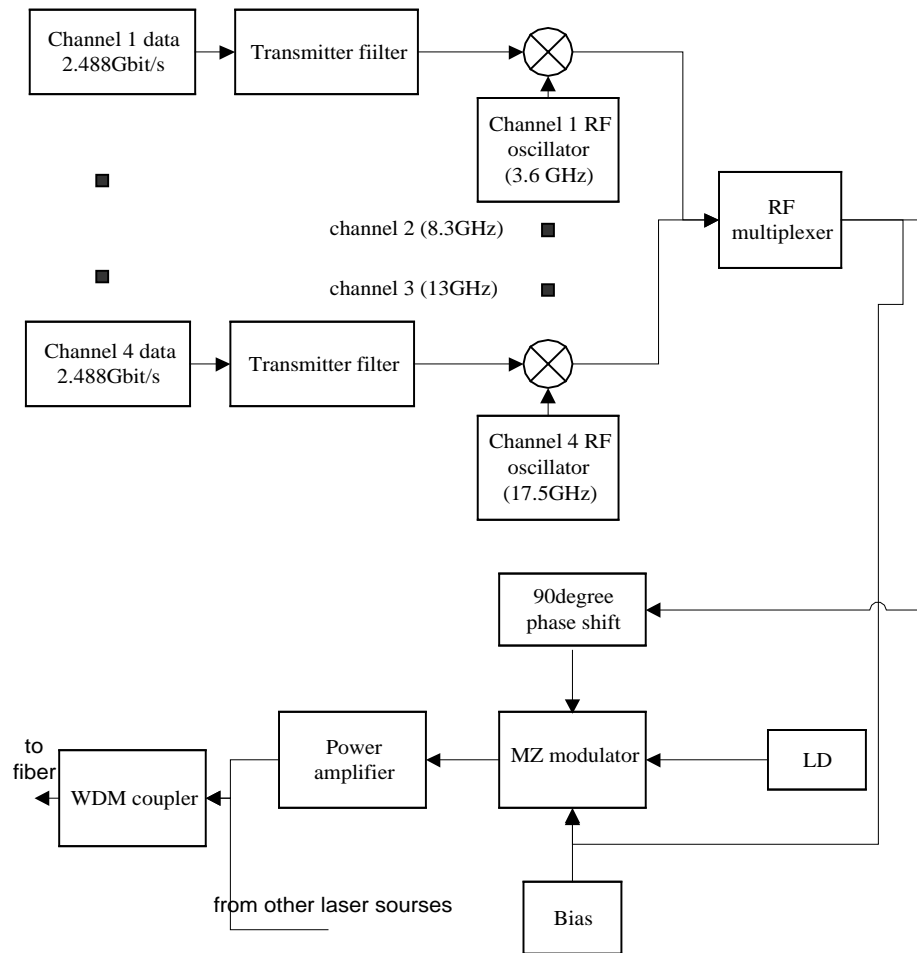 Channel 1 data
2.488Gbit/s
Transmitter fiilter
Channel 1 RF
oscillator
(3.6 GHz)
RF
multiplexer
channel 2 (8.3GHz)
channel 3 (13GHz)
Channel 4 data
2.488Gbit/s
Transmitter filter
Channel 4 RF
oscillator
(17.5GHz)
90degree
phase shift
to
fiber
WDM coupler
Power
amplifier
MZ modulator
LD
from other laser sourses
Bias